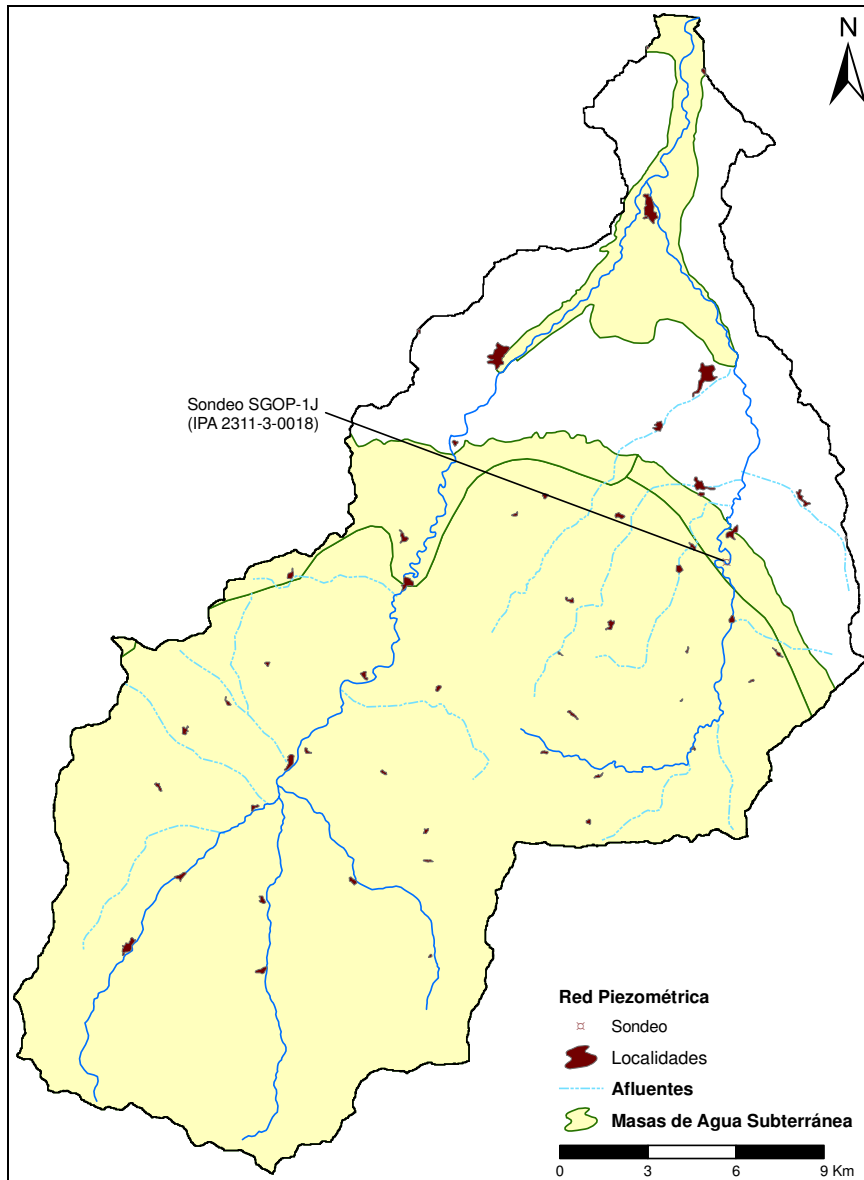 N
Sondeo SGOP-1J
(IPA 2311-3-0018)
Red Piezométrica
Sondeo
Localidades
Afluentes
Masas de Agua Subterránea
0 3 6 9 Km